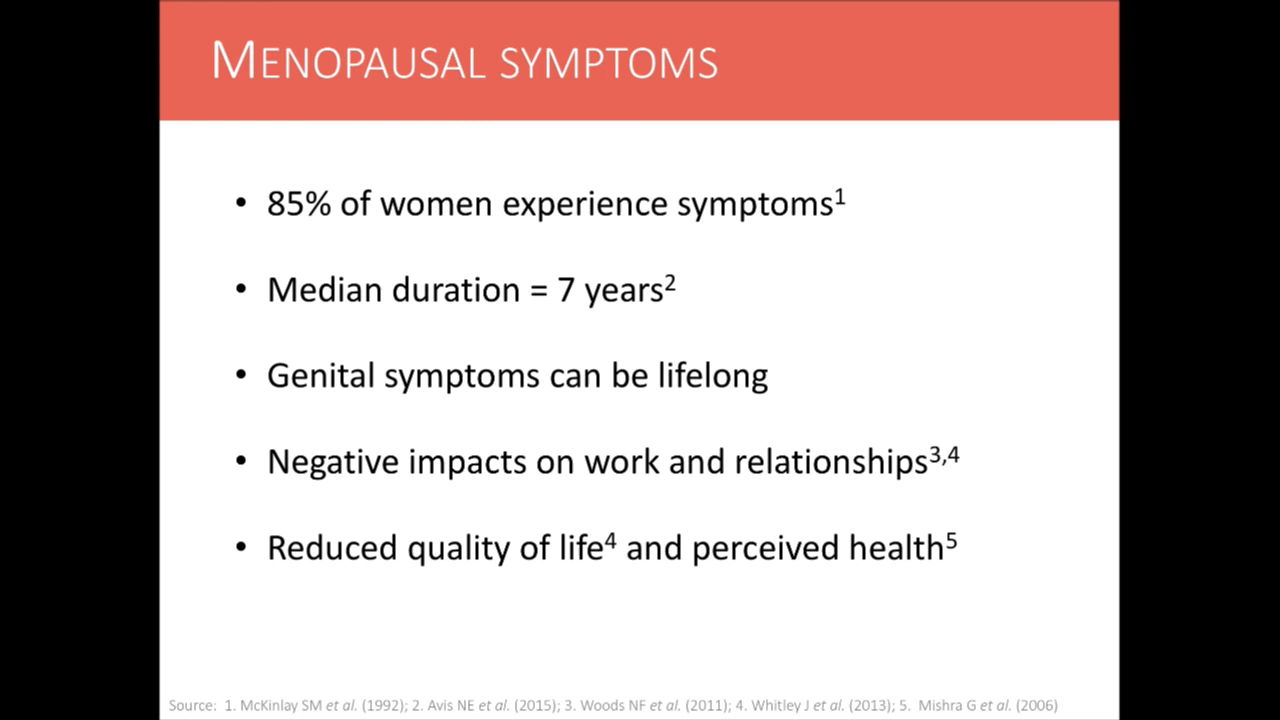 MENOPAUSAL SYMPTOMS
• 85% of women experience symptoms¹
• Median duration = 7 years²
• Genital symptoms can be lifelong
• Negative impacts on work and relationships³,⁴
• Reduced quality of life⁴ and perceived health⁵
Source: 1. McKinlay SM et al. (1992); 2. Avis NE et al. (2015); 3. Woods NF et al. (2011); 4. Whitley J et al. (2013); 5. Mishra G et al. (2006)